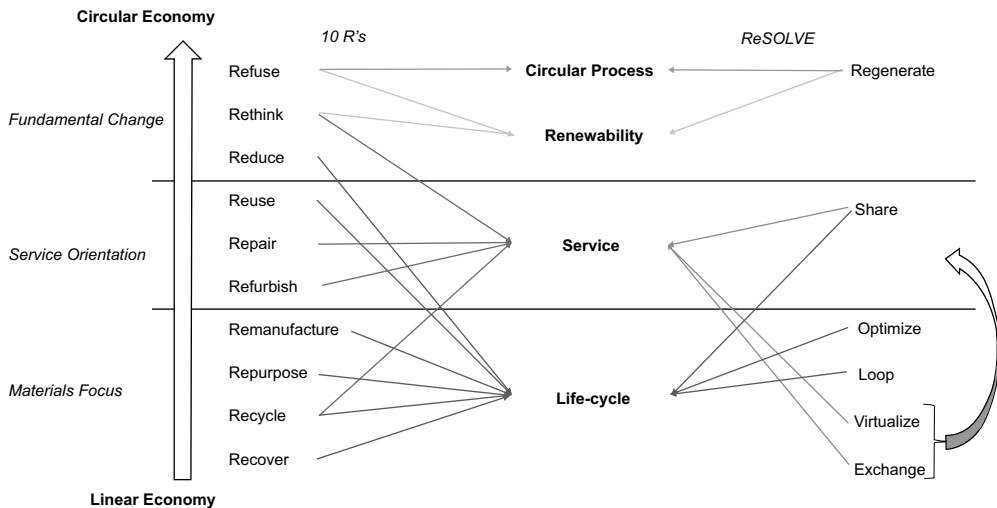 Circular Economy
10 R's
ReSOLVE
Refuse
Circular Process
Regenerate
Fundamental Change
Rethink
Renewability
Reduce
Reuse
Share
Service Orientation
Repair
Service
Refurbish
Remanufacture
Optimize
Repurpose
Loop
Materials Focus
Life-cycle
Recycle
Virtualize
Recover
Exchange
Linear Economy